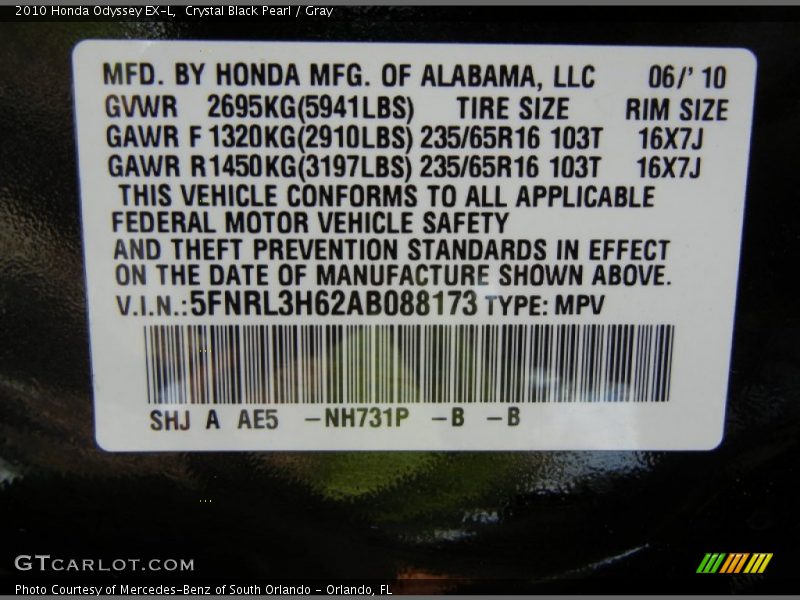 2010 Honda Odyssey EX-L, Crystal Black Pearl / Gray
MFD. BY HONDA MFG. OF ALABAMA, LLC 06/' 10
GVWR 2695KG(5941LBS) TIRE SIZE RIM SIZE
GAWR F 1320KG(2910LBS) 235/65R16 103T 16X7J
GAWR R1450KG(3197LBS) 235/65R16 103T 16X7J
THIS VEHICLE CONFORMS TO ALL APPLICABLE
FEDERAL MOTOR VEHICLE SAFETY
AND THEFT PREVENTION STANDARDS IN EFFECT
ON THE DATE OF MANUFACTURE SHOWN ABOVE.
V.I.N.:5FNRL3H62AB088173 TYPE: MPV
SHJ A AE5 -NH731P -B -B
GTCARLOT.COM
Photo Courtesy of Mercedes-Benz of South Orlando - Orlando, FL